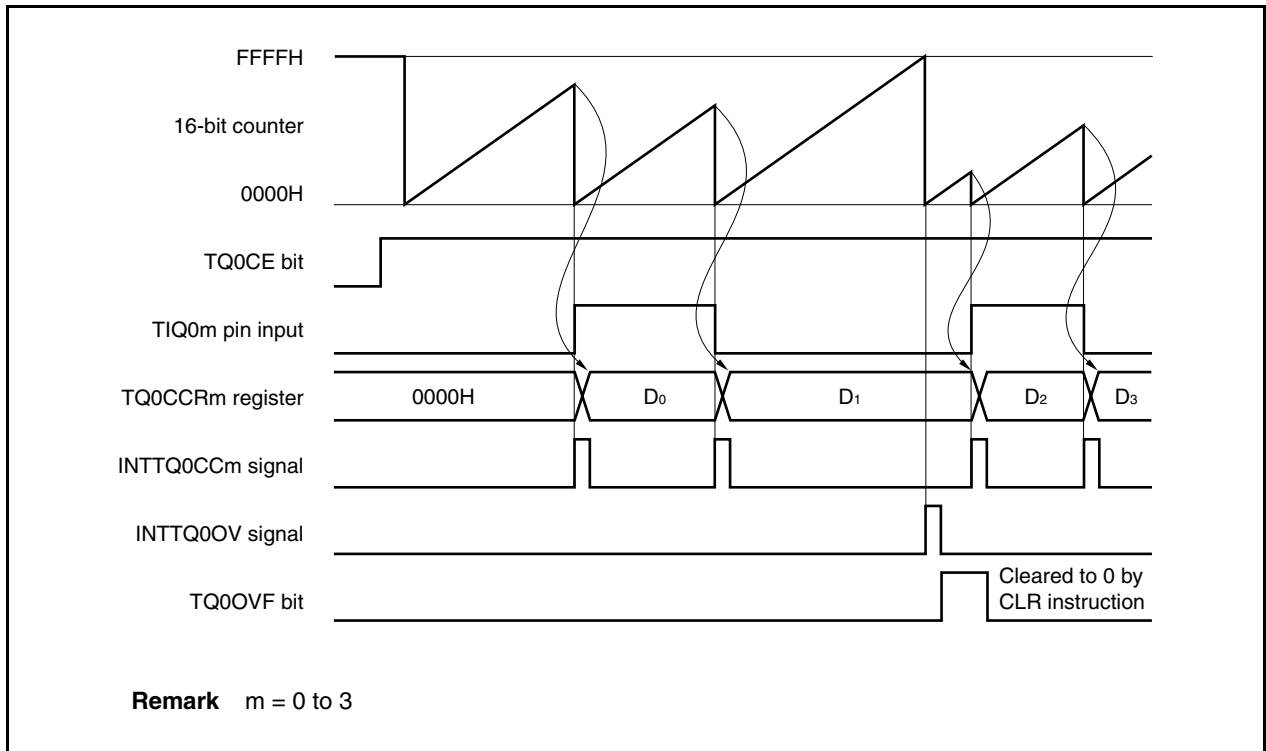 FFFFH
16-bit counter
0000H
TQ0CE bit
TIQ0m pin input
TQ0CCRm register
0000H D0 D1 D2 D3
INTTQ0CCm signal
INTTQ0OV signal
TQ0OVF bit
Cleared to 0 by
CLR instruction
Remark m = 0 to 3